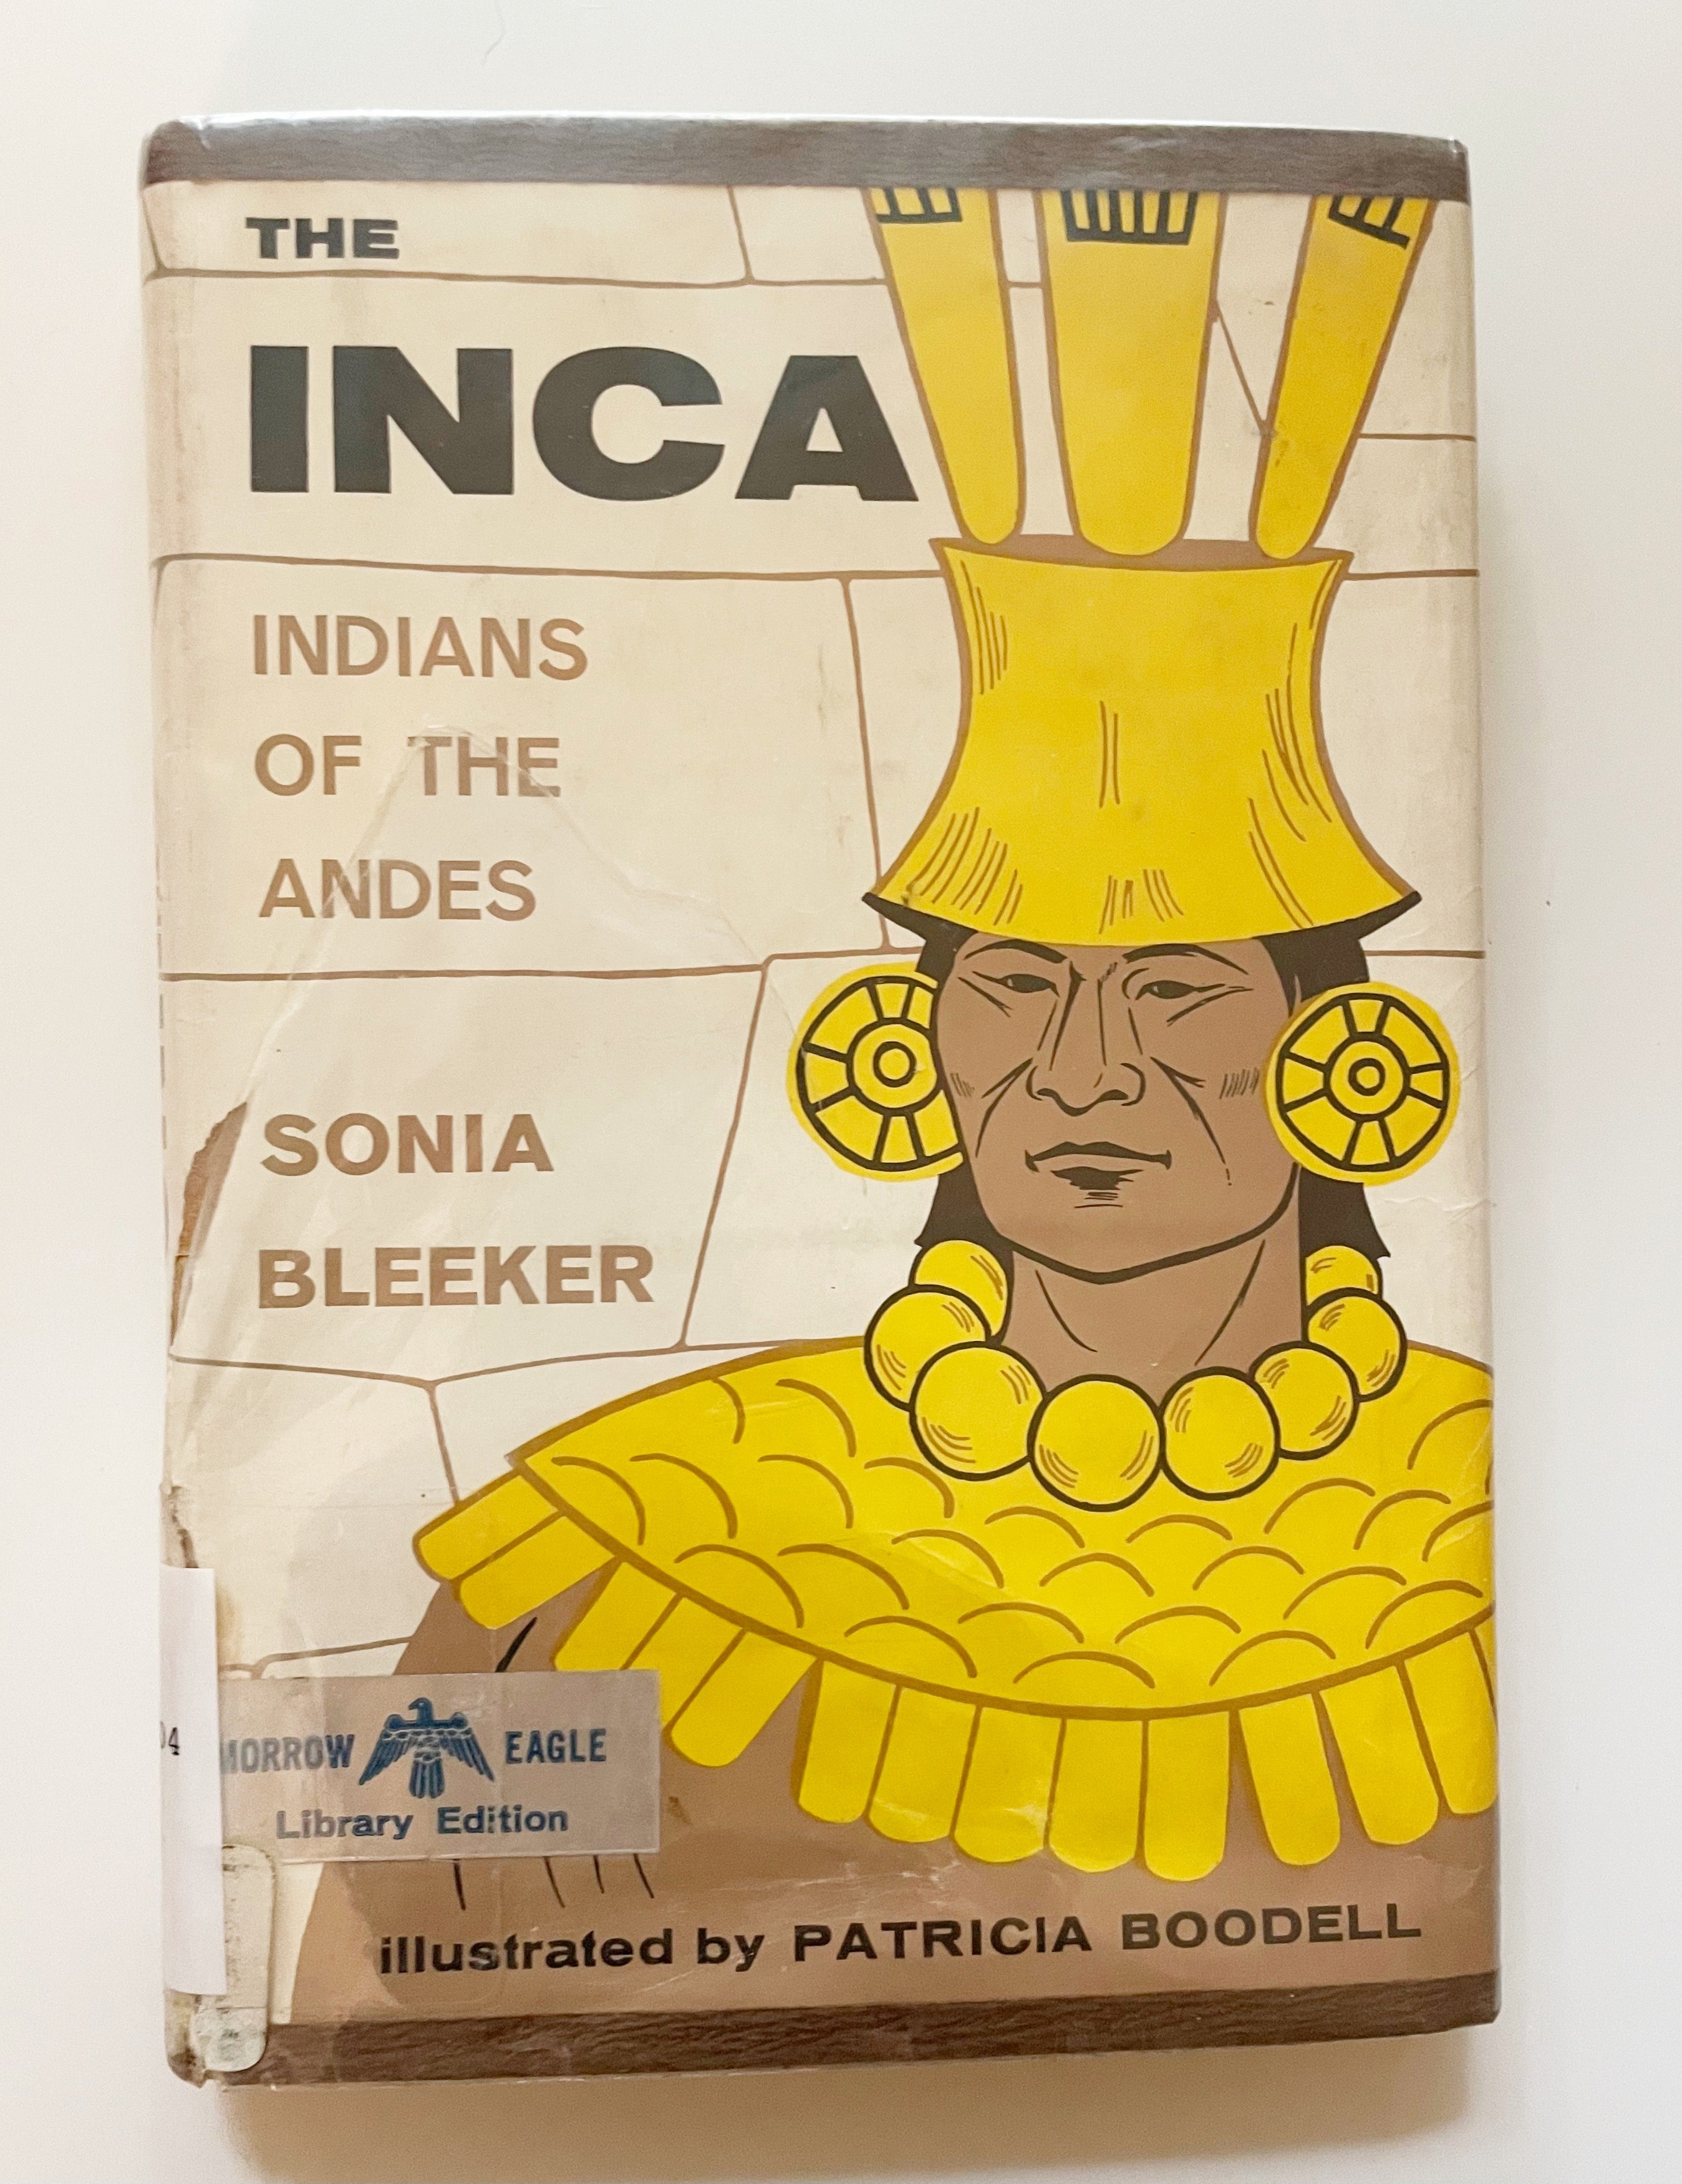 THE
INCA
INDIANS
OF THE
ANDES
SONIA
BLEEKER
MORROW EAGLE
Library Edition
illustrated by PATRICIA BOODELL